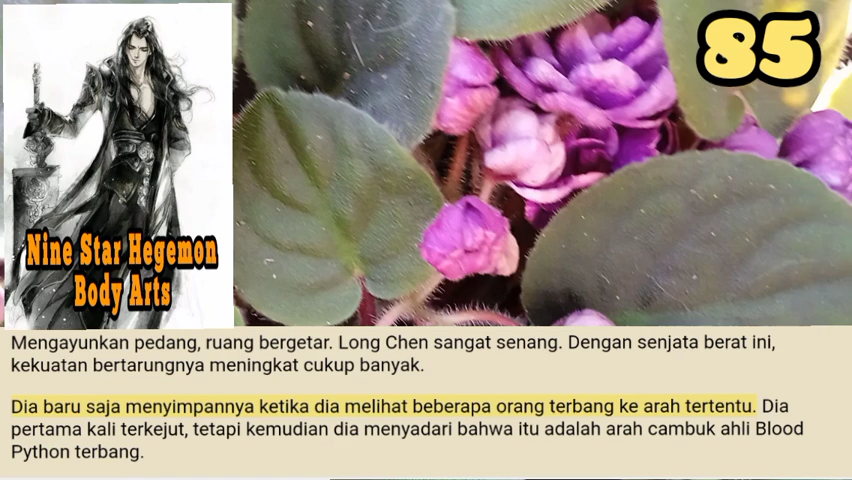 85
Nine Star Hegemon
Body Arts
Mengayunkan pedang, ruang bergetar. Long Chen sangat senang. Dengan senjata berat ini,
kekuatan bertarungnya meningkat cukup banyak.
Dia baru saja menyimpannya ketika dia melihat beberapa orang terbang ke arah tertentu. Dia
pertama kali terkejut, tetapi kemudian dia menyadari bahwa itu adalah arah cambuk ahli Blood
Python terbang.